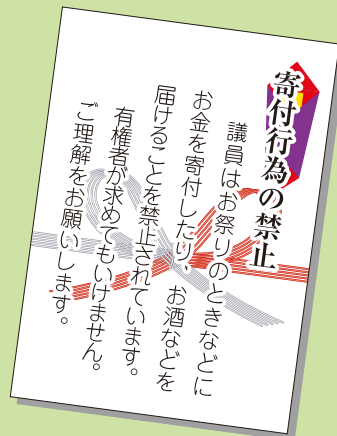 寄付行為の禁止
議員はお祭りのときなどに
お金を寄付したり、お酒などを
届けることを禁止されています。
有権者が求めてもいけません。
ご理解をお願いします。